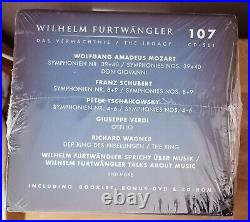 WILHELM FURTWÄNGLER 107
DAS VERMÄCHTNIS / THE LEGACY CD-SET
WOLFGANG AMADEUS MOZART
SYMPHONIEN NR. 39+40 / SYMPHONIES NOS. 39+40
DON GIOVANNI
FRANZ SCHUBERT
SYMPHONIEN NR. 8+9 / SYMPHONIES NOS. 8+9
PETER TSCHAIKOWSKY
SYMPHONIEN NR. 4-6 / SYMPHONIES NOS. 4-6
GIUSEPPE VERDI
OTELLO
RICHARD WAGNER
DER RING DES NIBELUNGEN / THE RING
WILHELM FURTWÄNGLER SPRICHT ÜBER MUSIK /
WILHELM FURTWÄNGLER TALKS ABOUT MUSIC
INCLUDING BOOKLET, BONUS-DVD & CD-ROM